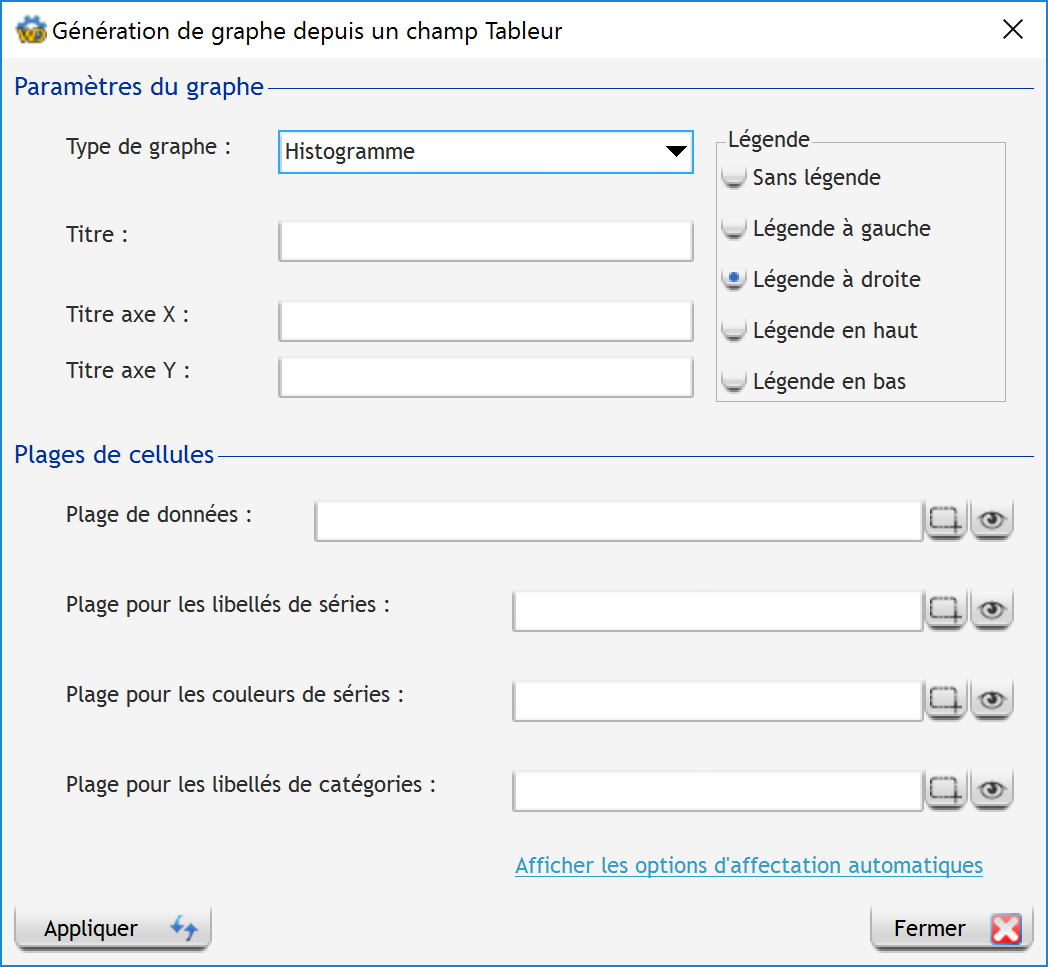 Génération de graphe depuis un champ Tableur
Paramètres du graphe
Type de graphe :
Histogramme
Titre :
Titre axe X :
Titre axe Y :
Légende
Sans légende
Légende à gauche
Légende à droite
Légende en haut
Légende en bas
Plages de cellules
Plage de données :
Plage pour les libellés de séries :
Plage pour les couleurs de séries :
Plage pour les libellés de catégories :
Afficher les options d'affectation automatiques
Appliquer
Fermer